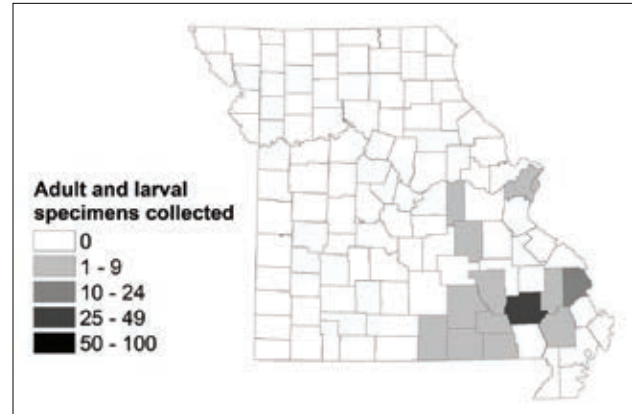 Adult and larval
specimens collected
0
1 - 9
10 - 24
25 - 49
50 - 100